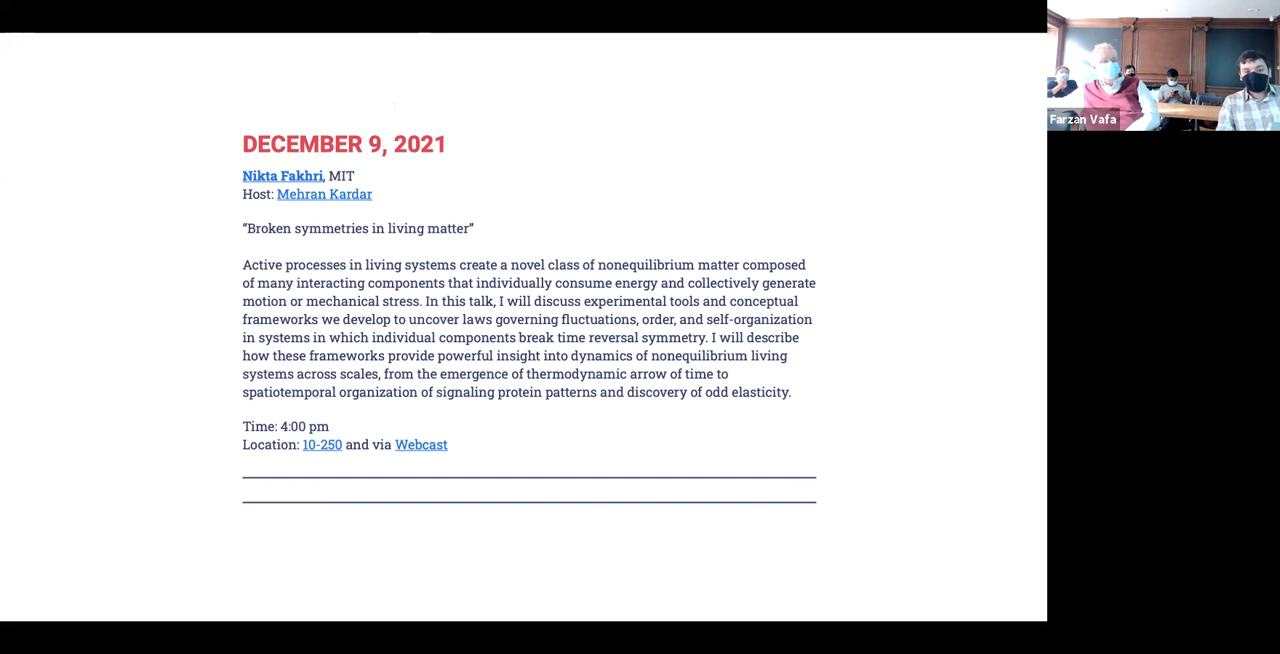 DECEMBER 9, 2021
Nikta Fakhri, MIT
Host: Mehran Kardar
“Broken symmetries in living matter”
Active processes in living systems create a novel class of nonequilibrium matter composed
of many interacting components that individually consume energy and collectively generate
motion or mechanical stress. In this talk, I will discuss experimental tools and conceptual
frameworks we develop to uncover laws governing fluctuations, order, and self-organization
in systems in which individual components break time reversal symmetry. I will describe
how these frameworks provide powerful insight into dynamics of nonequilibrium living
systems across scales, from the emergence of thermodynamic arrow of time to
spatiotemporal organization of signaling protein patterns and discovery of odd elasticity.
Time: 4:00 pm
Location: 10-250 and via Webcast
Farzan Vafa